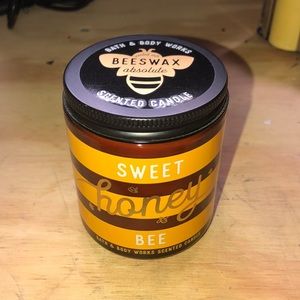 BATH & BODY WORKS
BEESWAX
absolute
SCENTED CANDLE
SWEET
honey
BEE
BATH & BODY WORKS SCENTED CANDLE